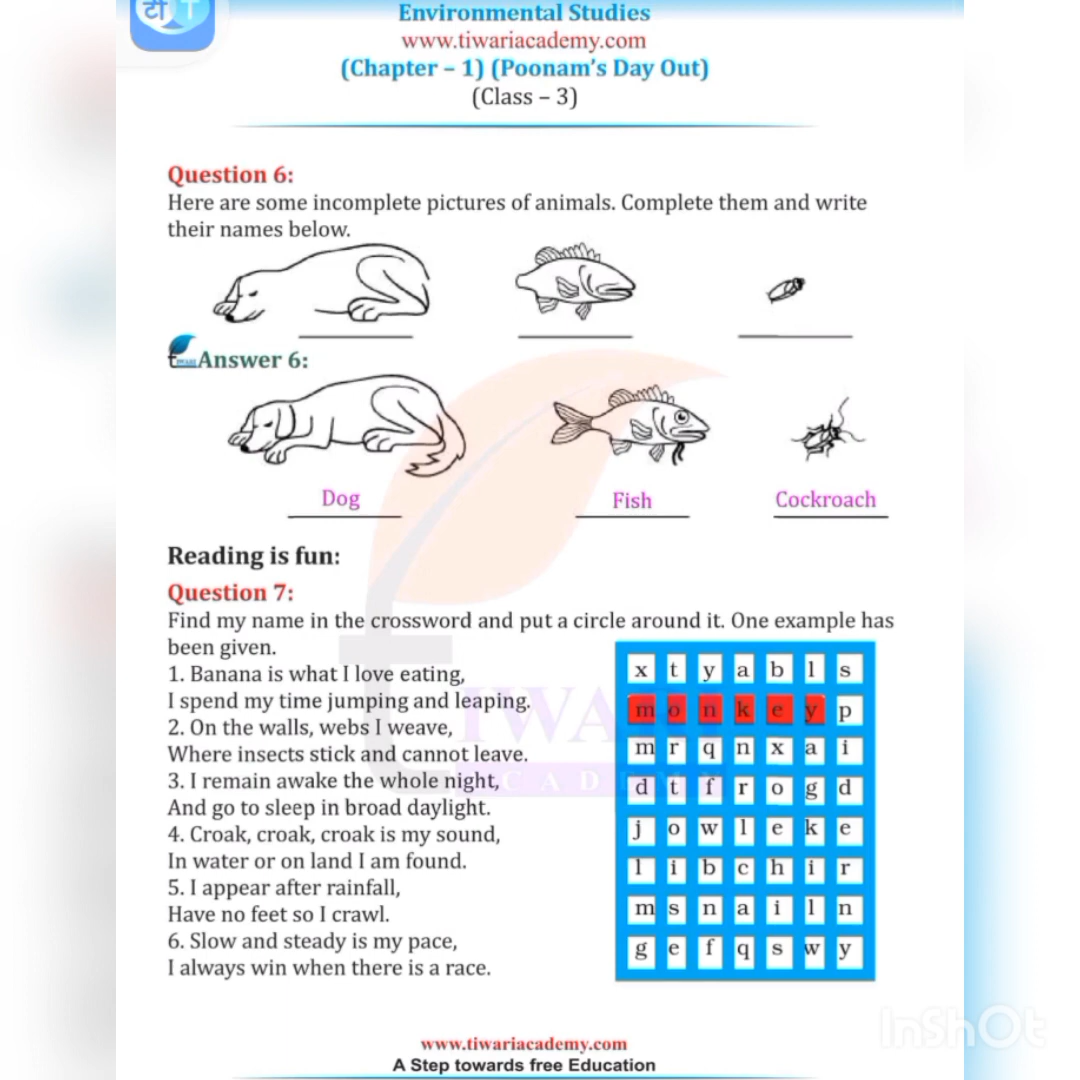 टी T
Environmental Studies
www.tiwariacademy.com
(Chapter – 1) (Poonam's Day Out)
(Class – 3)
Question 6:
Here are some incomplete pictures of animals. Complete them and write
their names below.
Answer 6:
Dog Fish Cockroach
Reading is fun:
Question 7:
Find my name in the crossword and put a circle around it. One example has
been given.
1. Banana is what I love eating,
I spend my time jumping and leaping.
2. On the walls, webs I weave,
Where insects stick and cannot leave.
3. I remain awake the whole night,
And go to sleep in broad daylight.
4. Croak, croak, croak is my sound,
In water or on land I am found.
5. I appear after rainfall,
Have no feet so I crawl.
6. Slow and steady is my pace,
I always win when there is a race.
x t y a b l s
m o n k e y p
m r q n x a i
d t f r o g d
j o w l e k e
l i b c h i r
m s n a i l n
g e f q s w y
TIWARI
ACADEMY
www.tiwariacademy.com
A Step towards free Education
InShOt